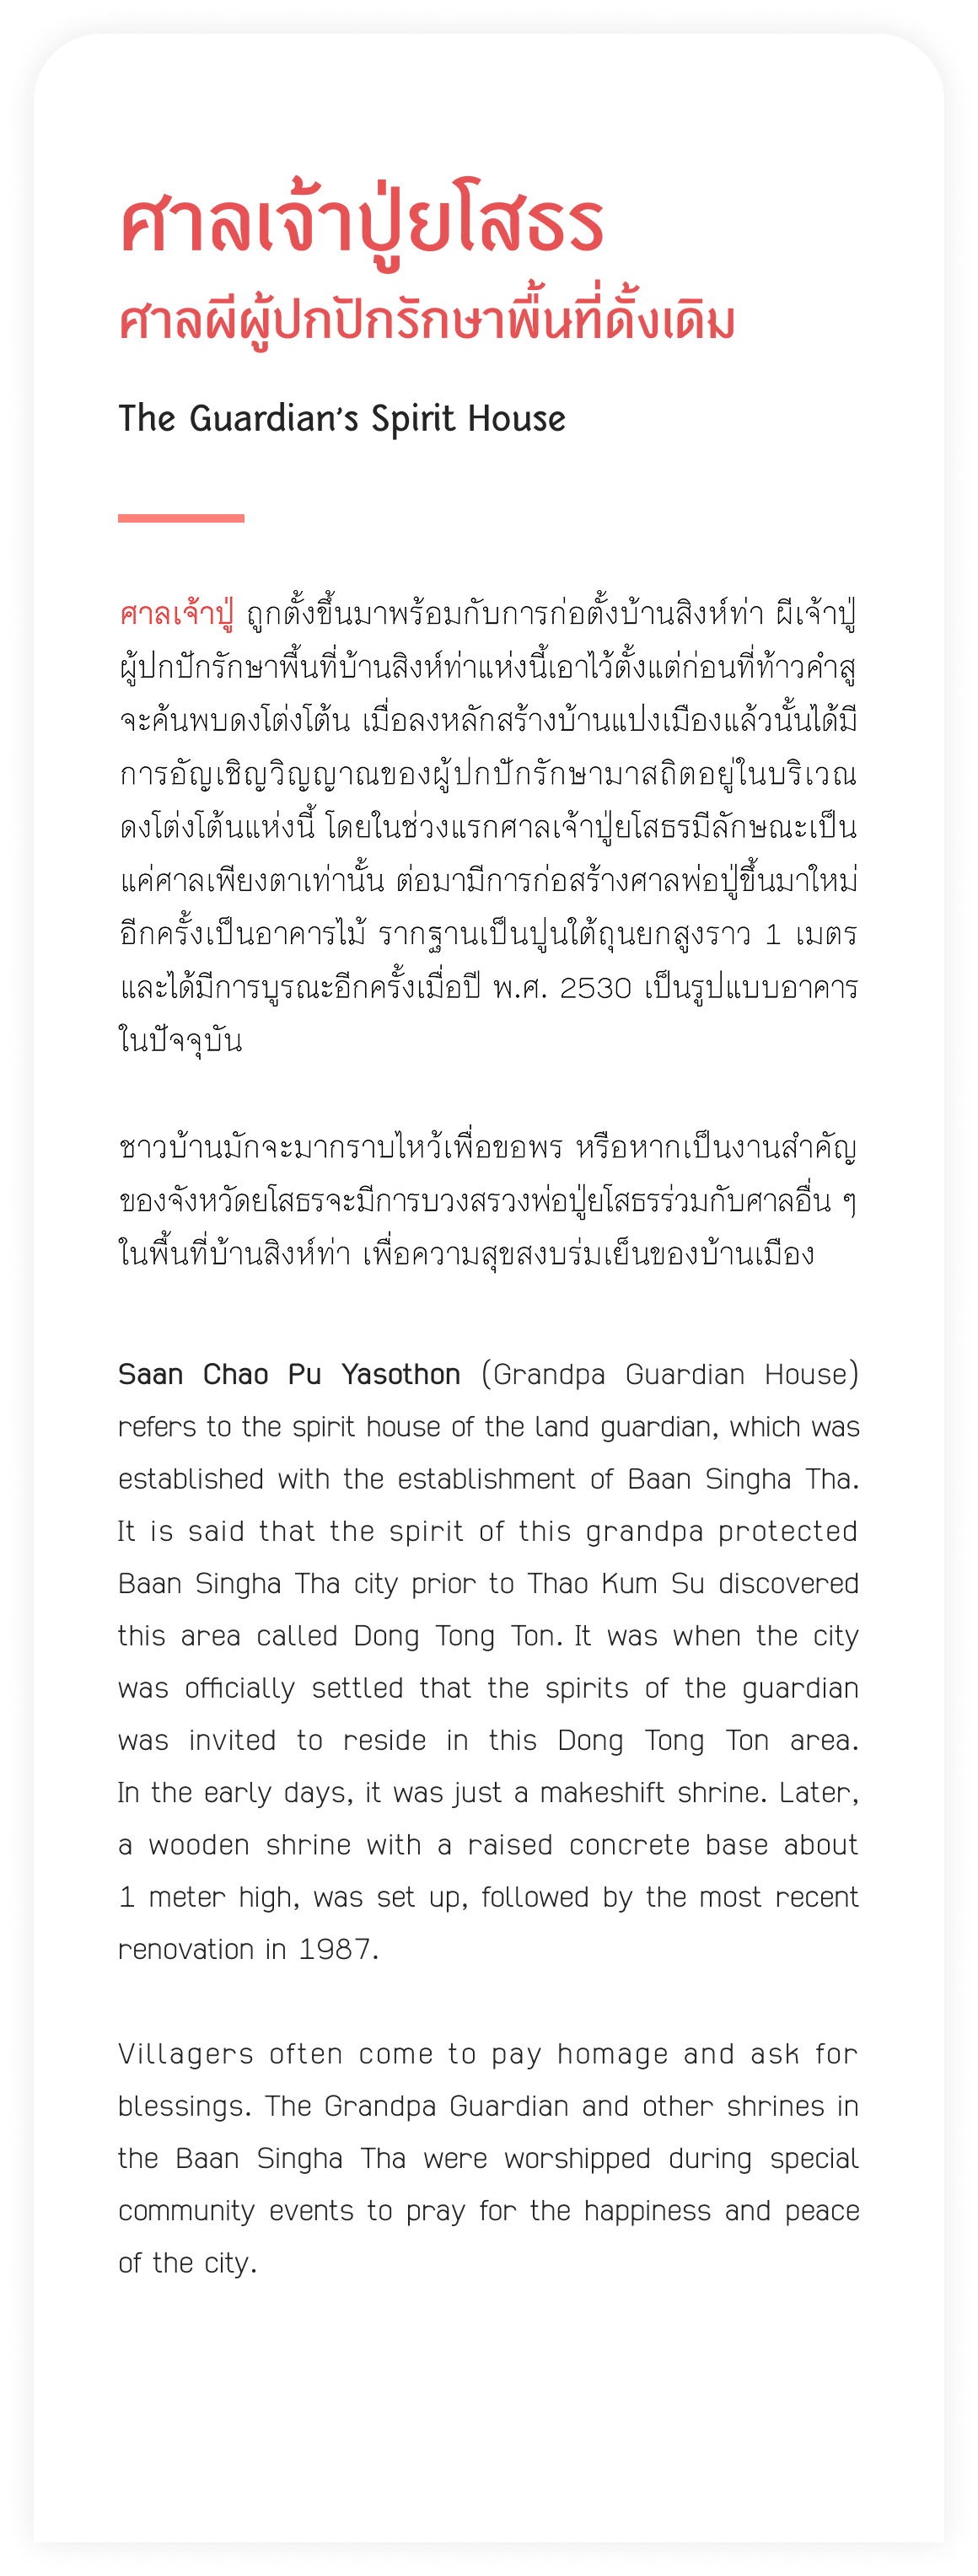 ศาลเจ้าปู่ยโสธร
ศาลผีผู้ปกปักรักษาพื้นที่ดั้งเดิม
The Guardian's Spirit House
ศาลเจ้าปู่ ถูกตั้งขึ้นมาพร้อมกับการก่อตั้งบ้านสิงห์ท่า ผีเจ้าปู่
ผู้ปกปักรักษาพื้นที่บ้านสิงห์ท่าแห่งนี้เอาไว้ตั้งแต่ก่อนที่ท้าวคำสู
จะค้นพบดงโต่งโต้น เมื่อลงหลักสร้างบ้านแปงเมืองแล้วนั้นได้มี
การอัญเชิญวิญญาณของผู้ปกปักรักษามาสถิตอยู่ในบริเวณ
ดงโต่งโต้นแห่งนี้ โดยในช่วงแรกศาลเจ้าปู่ยโสธรมีลักษณะเป็น
แค่ศาลเพียงตาเท่านั้น ต่อมามีการก่อสร้างศาลพ่อปู่ขึ้นมาใหม่
อีกครั้งเป็นอาคารไม้ รากฐานเป็นปูนใต้ถุนยกสูงราว 1 เมตร
และได้มีการบูรณะอีกครั้งเมื่อปี พ.ศ. 2530 เป็นรูปแบบอาคาร
ในปัจจุบัน
ชาวบ้านมักจะมากราบไหว้เพื่อขอพร หรือหากเป็นงานสำคัญ
ของจังหวัดยโสธรจะมีการบวงสรวงพ่อปู่ยโสธรร่วมกับศาลอื่น ๆ
ในพื้นที่บ้านสิงห์ท่า เพื่อความสุขสงบร่มเย็นของบ้านเมือง
Saan Chao Pu Yasothon (Grandpa Guardian House)
refers to the spirit house of the land guardian, which was
established with the establishment of Baan Singha Tha.
It is said that the spirit of this grandpa protected
Baan Singha Tha city prior to Thao Kum Su discovered
this area called Dong Tong Ton. It was when the city
was officially settled that the spirits of the guardian
was invited to reside in this Dong Tong Ton area.
In the early days, it was just a makeshift shrine. Later,
a wooden shrine with a raised concrete base about
1 meter high, was set up, followed by the most recent
renovation in 1987.
Villagers often come to pay homage and ask for
blessings. The Grandpa Guardian and other shrines in
the Baan Singha Tha were worshipped during special
community events to pray for the happiness and peace
of the city.